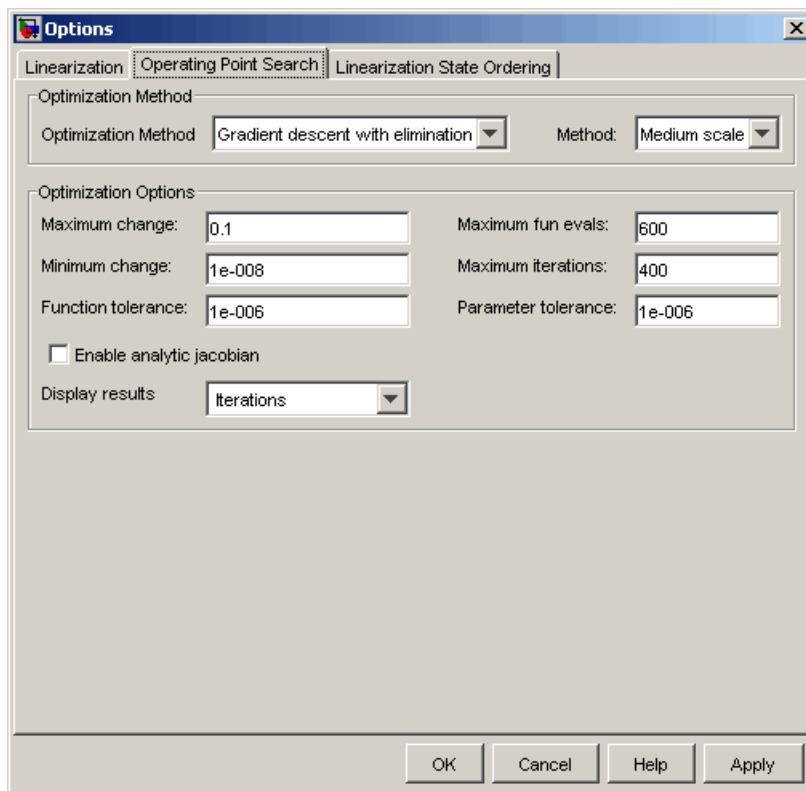 Options
Linearization Operating Point Search Linearization State Ordering
Optimization Method
Optimization Method Gradient descent with elimination Method: Medium scale
Optimization Options
Maximum change: 0.1 Maximum fun evals: 600
Minimum change: 1e-008 Maximum iterations: 400
Function tolerance: 1e-006 Parameter tolerance: 1e-006
Enable analytic jacobian
Display results Iterations
OK Cancel Help Apply